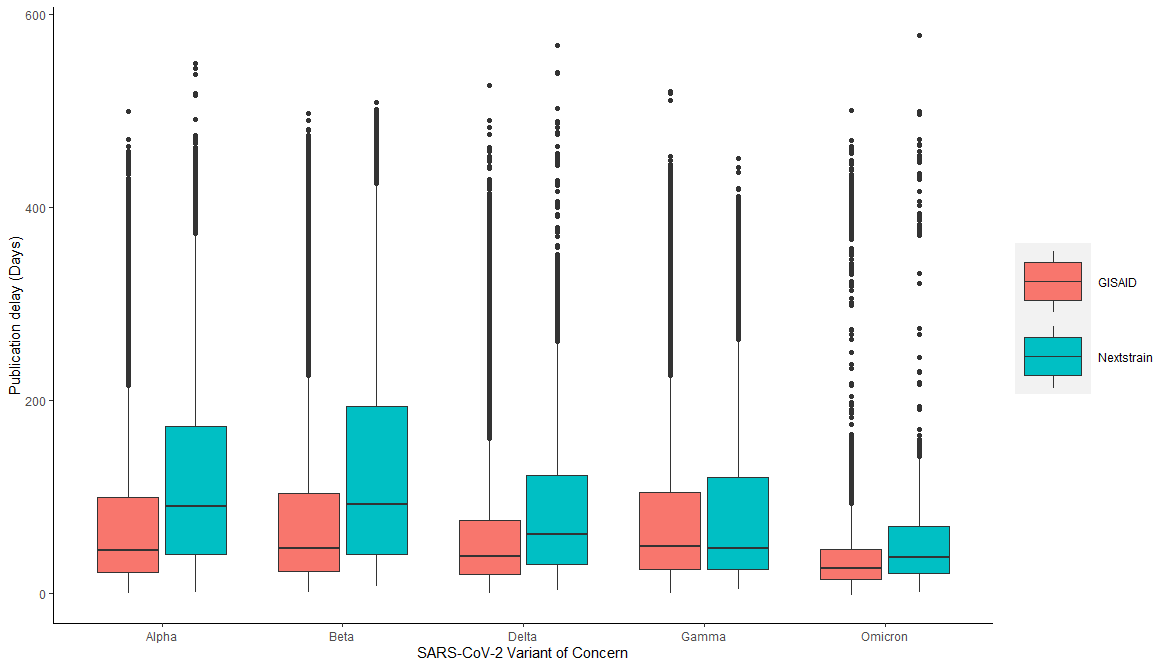 600
400
200
0
Publication delay (Days)
Alpha
Beta
Delta
Gamma
Omicron
SARS-CoV-2 Variant of Concern
GISAID
Nextstrain